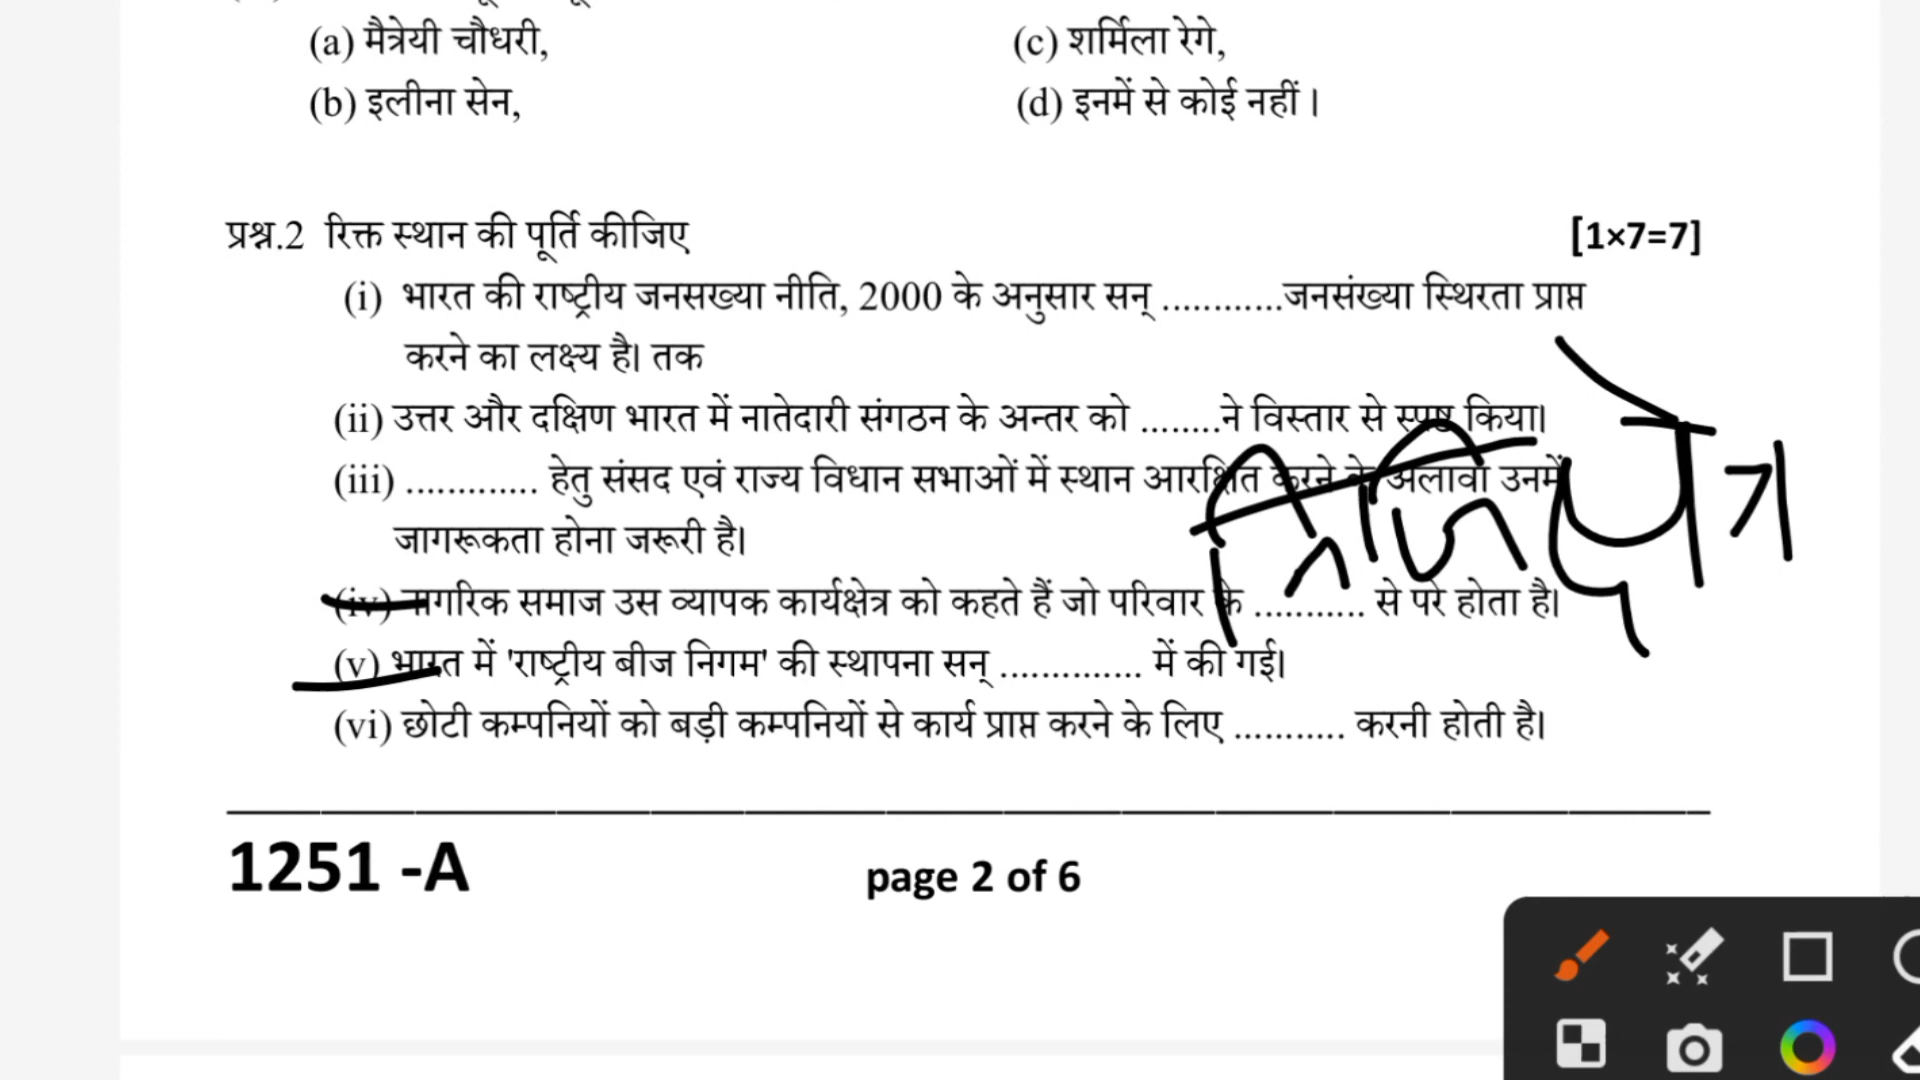 (a) मैत्रेयी चौधरी,
(c) शर्मिला रेगे,
(b) इलीना सेन,
(d) इनमें से कोई नहीं ।
प्रश्न.2 रिक्त स्थान की पूर्ति कीजिए [1×7=7]
(i) भारत की राष्ट्रीय जनसख्या नीति, 2000 के अनुसार सन् ............जनसंख्या स्थिरता प्राप्त
करने का लक्ष्य है। तक
(ii) उत्तर और दक्षिण भारत में नातेदारी संगठन के अन्तर को ........ने विस्तार से स्पष्ट किया।
(iii) ............. हेतु संसद एवं राज्य विधान सभाओं में स्थान आरक्षित करने के अलावा उनमें
जागरूकता होना जरूरी है।
(iv) नागरिक समाज उस व्यापक कार्यक्षेत्र को कहते हैं जो परिवार के ........... से परे होता है।
(v) भारत में 'राष्ट्रीय बीज निगम' की स्थापना सन् .............. में की गई।
(vi) छोटी कम्पनियों को बड़ी कम्पनियों से कार्य प्राप्त करने के लिए ........... करनी होती है।
1251 -A
page 2 of 6